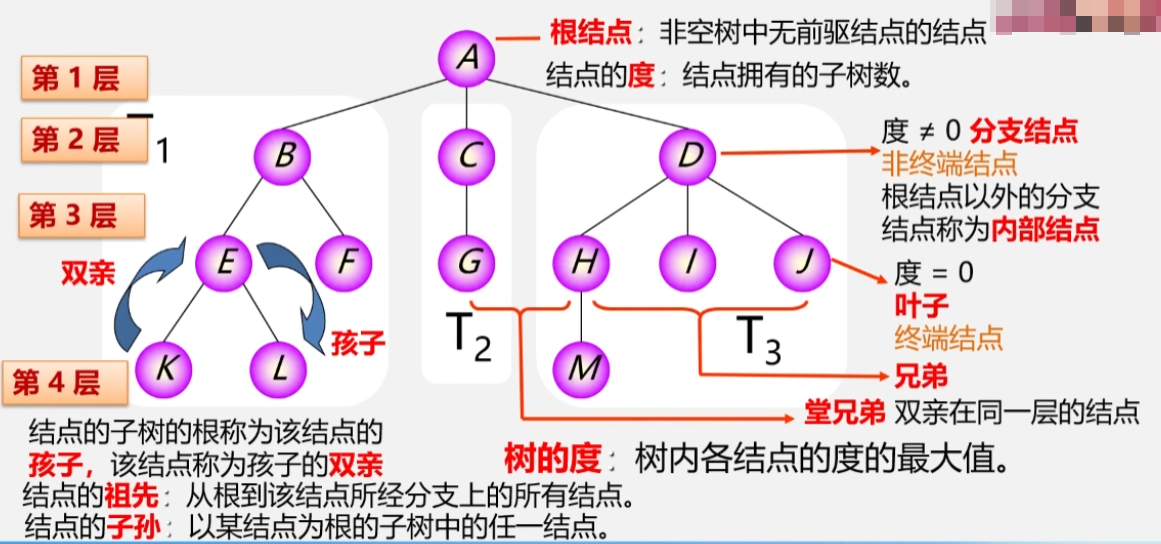 根结点：非空树中无前驱结点的结点
结点的度：结点拥有的子树数。
A
第 1 层
第 2 层
T1
B
C
D
度 ≠ 0 分支结点
非终端结点
根结点以外的分支
结点称为内部结点
第 3 层
双亲
E
F
G
H
I
J
度 = 0
叶子
终端结点
孩子
T2
T3
第 4 层
K
L
M
兄弟
堂兄弟 双亲在同一层的结点
结点的子树的根称为该结点的
孩子，该结点称为孩子的双亲
树的度：树内各结点的度的最大值。
结点的祖先：从根到该结点所经分支上的所有结点。
结点的子孙：以某结点为根的子树中的任一结点。